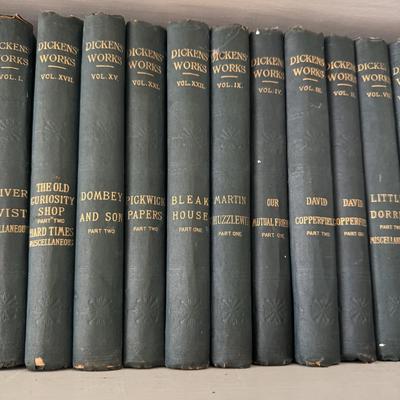 DICKENS'
WORKS
VOL. I.
DICKENS'
WORKS
VOL. XVII.
THE OLD
CURIOSITY
SHOP
PART TWO
HARD TIMES
MISCELLANEOUS
DICKENS'
WORKS
VOL. XV.
DOMBEY
AND SON
PART TWO
DICKENS'
WORKS
VOL. XXI.
PICKWICK
PAPERS
PART TWO
DICKENS'
WORKS
VOL. XXII.
BLEAK
HOUSE
PART ONE
DICKENS'
WORKS
VOL. IX.
MARTIN
CHUZZLEWIT
PART ONE
DICKENS'
WORKS
VOL. IV.
OUR
MUTUAL FRIEND
PART TWO
DICKENS'
WORKS
VOL. III.
DAVID
COPPERFIELD
PART TWO
DICKENS'
WORKS
VOL. II.
DAVID
COPPERFIELD
PART ONE
DICKENS'
WORKS
LITTLE
DORRIT
PART TWO
MISCELLANEOUS